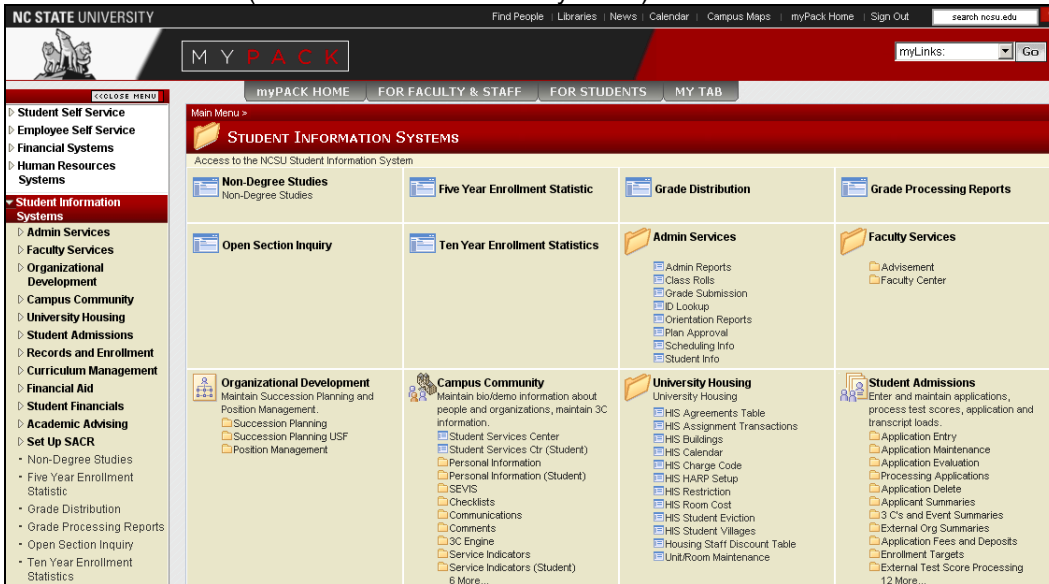 NC STATE UNIVERSITY
Find People | Libraries | News | Calendar | Campus Maps | myPack Home | Sign Out
search ncsu.edu
MYPACK
myLinks:
Go
<<CLOSE MENU
myPACK HOME
FOR FACULTY & STAFF
FOR STUDENTS
MY TAB
Student Self Service
Employee Self Service
Financial Systems
Human Resources
Systems
Student Information
Systems
Admin Services
Faculty Services
Organizational
Development
Campus Community
University Housing
Student Admissions
Records and Enrollment
Curriculum Management
Financial Aid
Student Financials
Academic Advising
Set Up SACR
- Non-Degree Studies
- Five Year Enrollment
Statistic
- Grade Distribution
- Grade Processing Reports
- Open Section Inquiry
- Ten Year Enrollment
Statistics
Main Menu >
STUDENT INFORMATION SYSTEMS
Access to the NCSU Student Information System
Non-Degree Studies
Non-Degree Studies
Five Year Enrollment Statistic
Grade Distribution
Grade Processing Reports
Open Section Inquiry
Ten Year Enrollment Statistics
Admin Services
Admin Reports
Class Rolls
Grade Submission
ID Lookup
Orientation Reports
Plan Approval
Scheduling Info
Student Info
Faculty Services
Advisement
Faculty Center
Organizational Development
Maintain Succession Planning and
Position Management.
Succession Planning
Succession Planning USF
Position Management
Campus Community
Maintain bio/demo information about
people and organizations, maintain 3C
information.
Student Services Center
Student Services Ctr (Student)
Personal Information
Personal Information (Student)
SEVIS
Checklists
Communications
Comments
3C Engine
Service Indicators
Service Indicators (Student)
6 More...
University Housing
University Housing
HIS Agreements Table
HIS Assignment Transactions
HIS Buildings
HIS Calendar
HIS Charge Code
HIS HARP Setup
HIS Restriction
HIS Room Cost
HIS Student Eviction
HIS Student Villages
Housing Staff Discount Table
Unit/Room Maintenance
Student Admissions
Enter and maintain applications,
process test scores, application and
transcript loads.
Application Entry
Application Maintenance
Application Evaluation
Processing Applications
Application Delete
Applicant Summaries
3 C's and Event Summaries
External Org Summaries
Application Fees and Deposits
Enrollment Targets
External Test Score Processing
12 More...